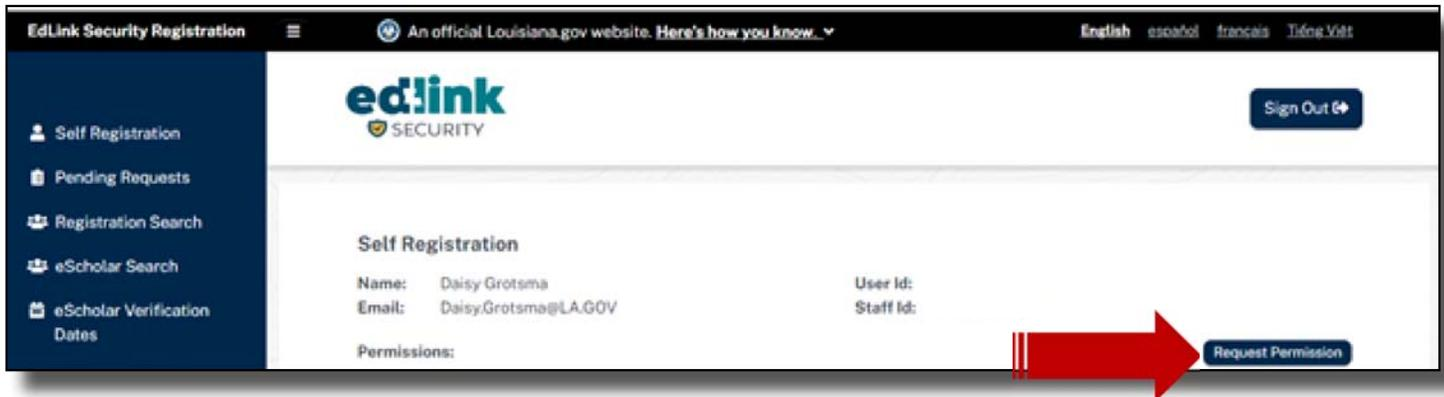 EdLink Security Registration
An official Louisiana.gov website. Here's how you know.
English español français Tiếng Việt
edlink
SECURITY
Sign Out
Self Registration
Pending Requests
Registration Search
eScholar Search
eScholar Verification
Dates
Self Registration
Name: Daisy Grotsma
User Id:
Email: Daisy.Grotsma@LA.GOV
Staff Id:
Permissions:
Request Permission